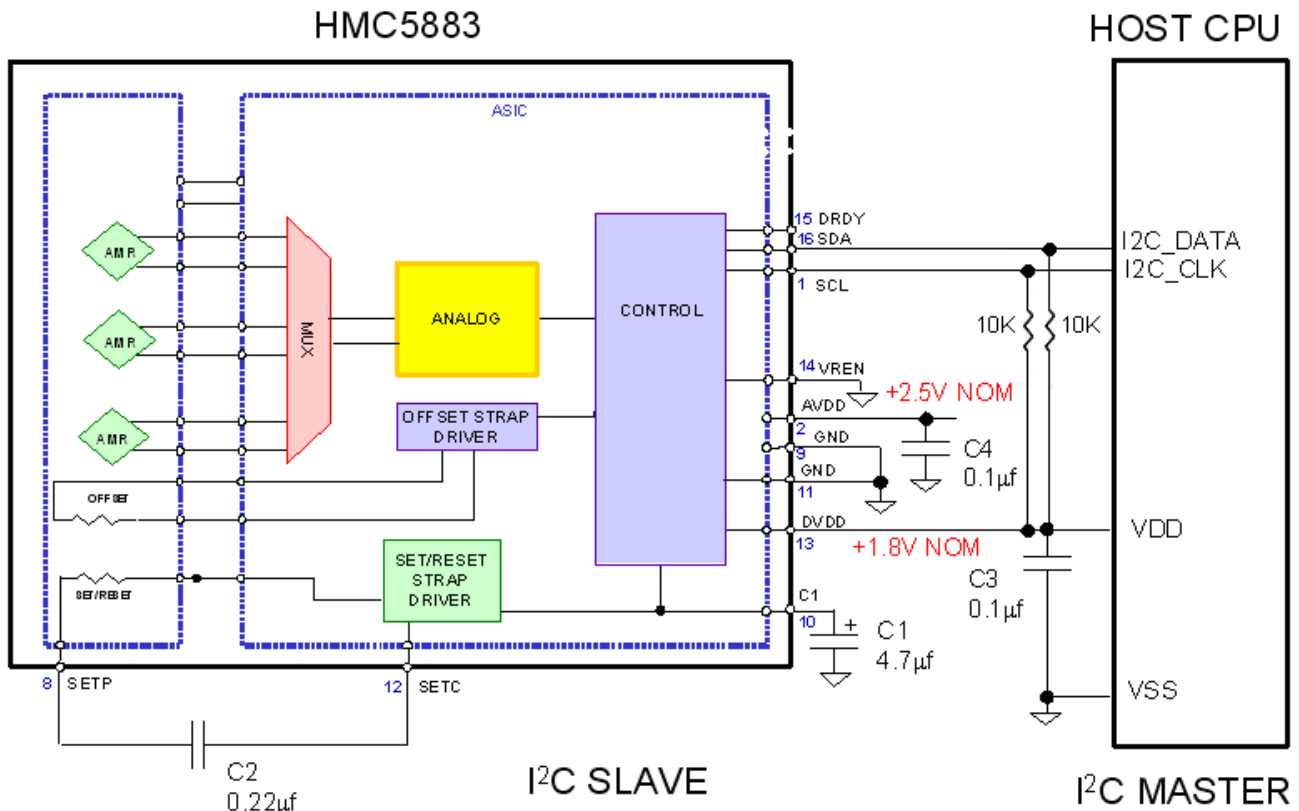 HMC5883
HOST CPU
ASIC
15 DRDY
16 SDA
I2C_DATA
I2C_CLK
1 SCL
AMR
AMR
AMR
MUX
ANALOG
CONTROL
10K
10K
14 VREN
+2.5V NOM
AVDD
2
GND
9
C4
0.1µf
GND
11
OFFSET STRAP
DRIVER
OFFSET
DVDD
13
+1.8V NOM
VDD
SET/RESET
STRAP
DRIVER
SET/RESET
C3
0.1µf
C1
10
+
C1
4.7µf
VSS
8 SETP
12 SETC
C2
0.22uf
I²C SLAVE
I²C MASTER